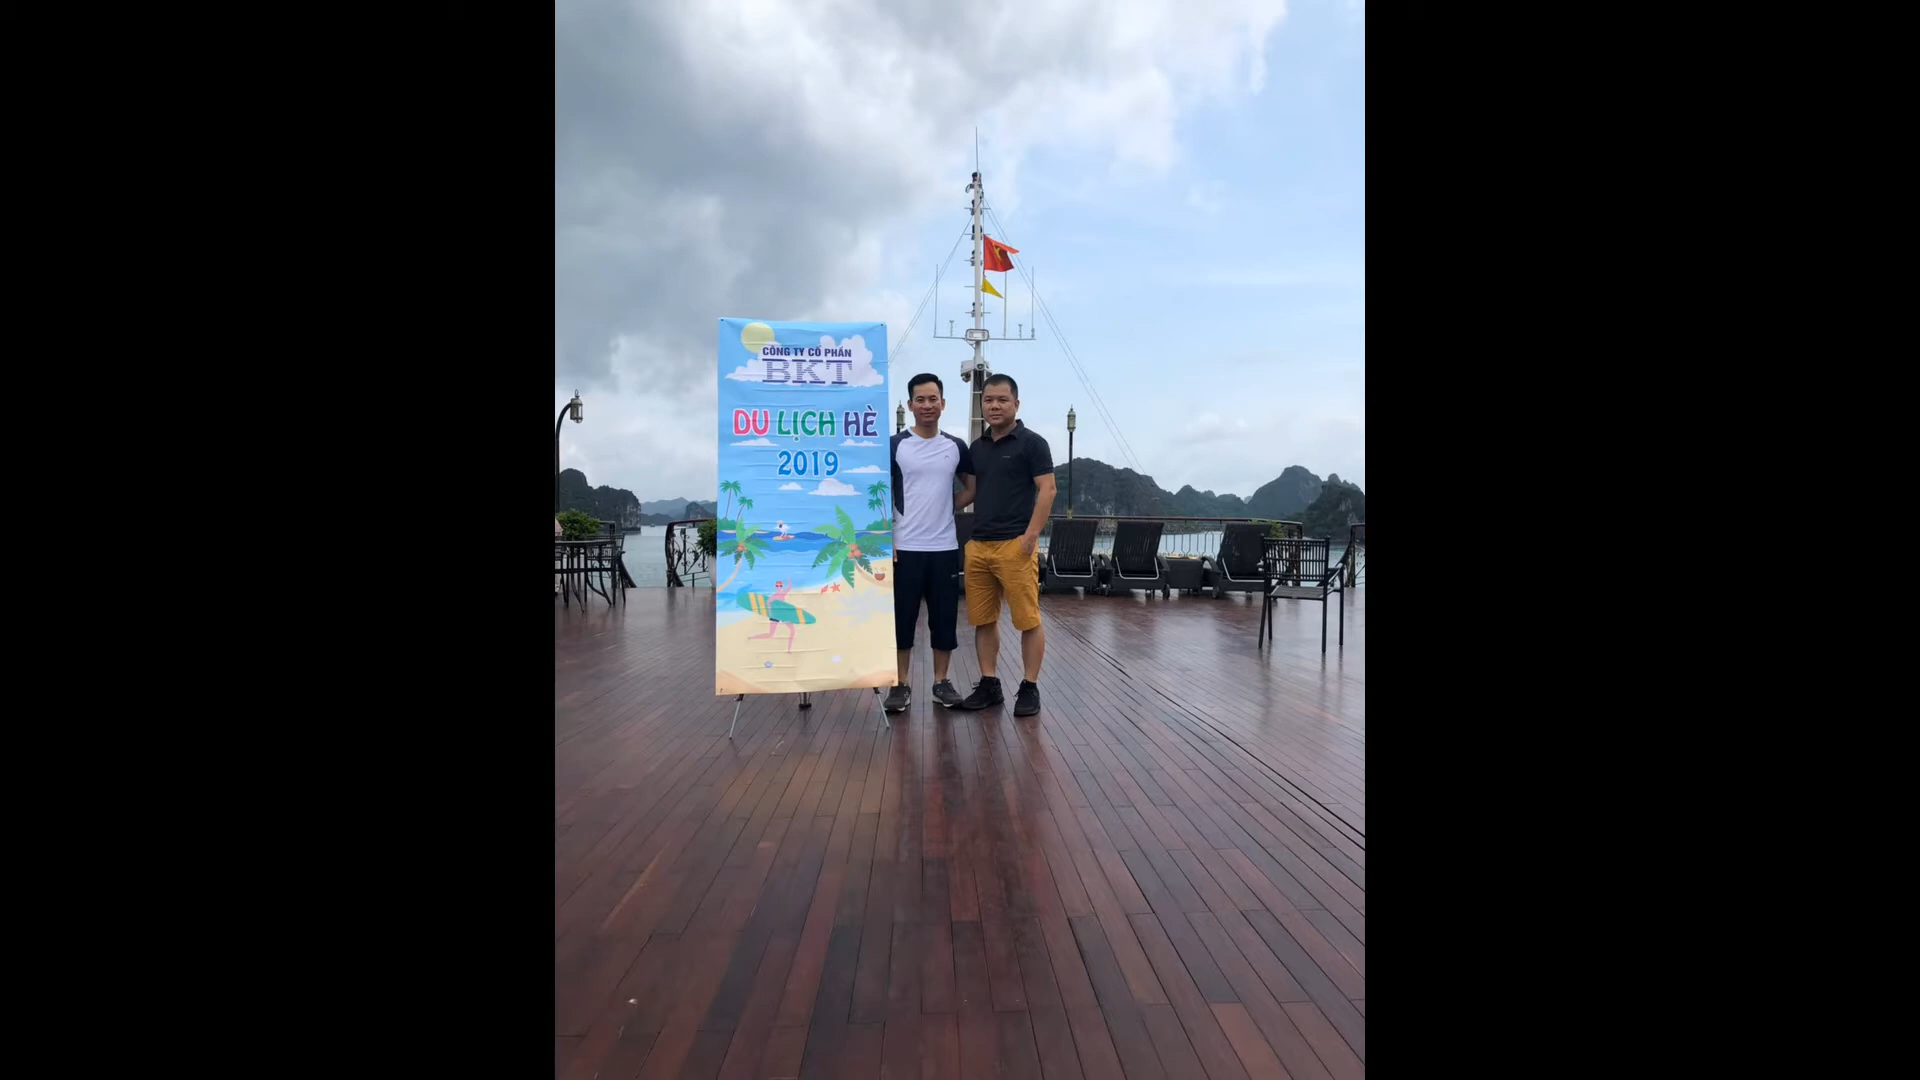 CÔNG TY CỔ PHẦN
BKT
DU LỊCH HÈ
2019